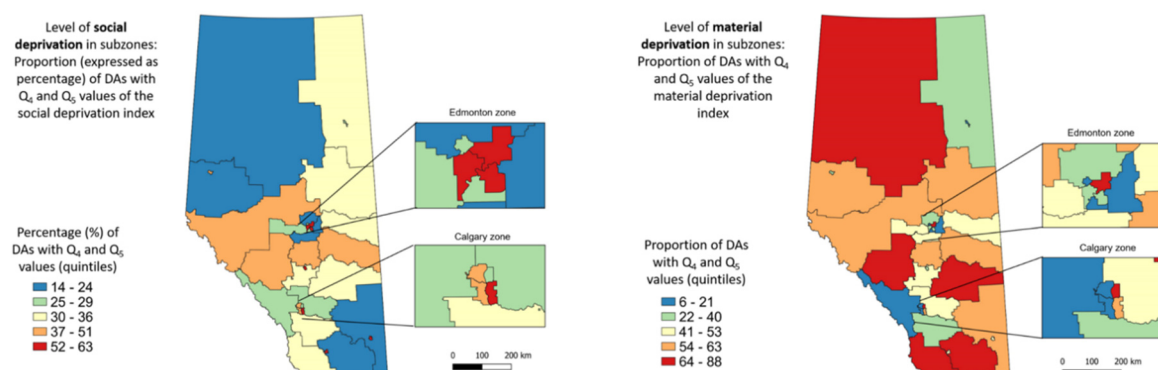 Level of social
deprivation in subzones:
Proportion (expressed as
percentage) of DAs with
Q4 and Q5 values of the
social deprivation index
Edmonton zone
Calgary zone
Percentage (%) of
DAs with Q4 and Q5
values (quintiles)
14 - 24
25 - 29
30 - 36
37 - 51
52 - 63
0 100 200 km
Level of material
deprivation in subzones:
Proportion of DAs with Q4
and Q5 values of the
material deprivation
index
Edmonton zone
Calgary zone
Proportion of DAs
with Q4 and Q5
values (quintiles)
6 - 21
22 - 40
41 - 53
54 - 63
64 - 88
0 100 200 km